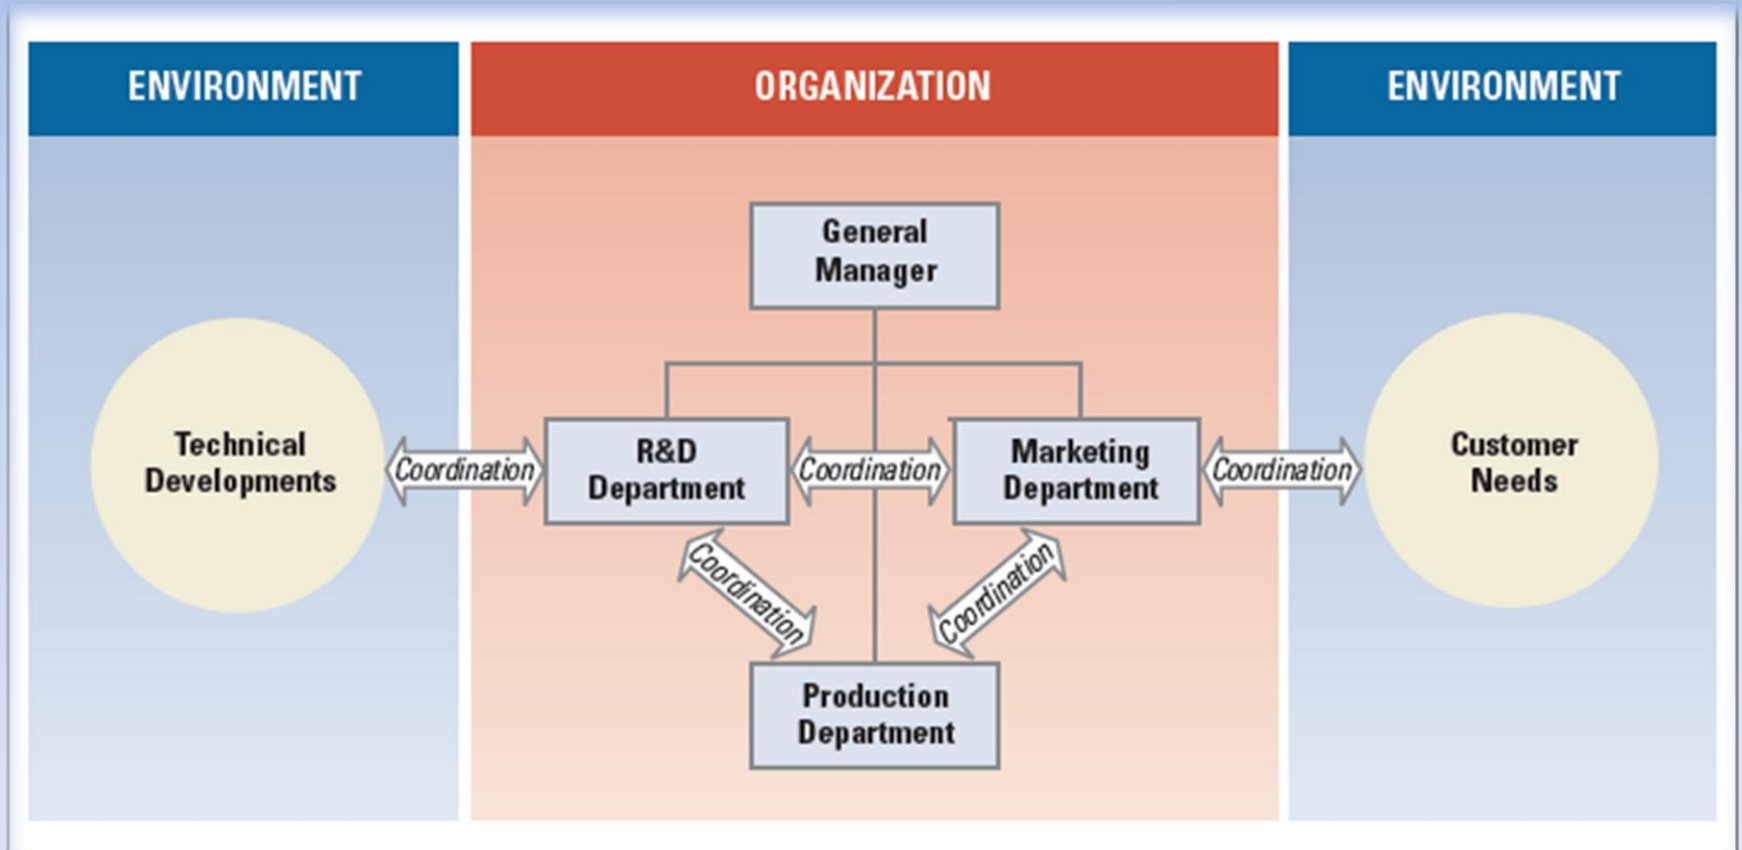 ENVIRONMENT
ORGANIZATION
ENVIRONMENT
General
Manager
Technical
Developments
Coordination
R&D
Department
Coordination
Marketing
Department
Coordination
Customer
Needs
Coordination
Coordination
Production
Department